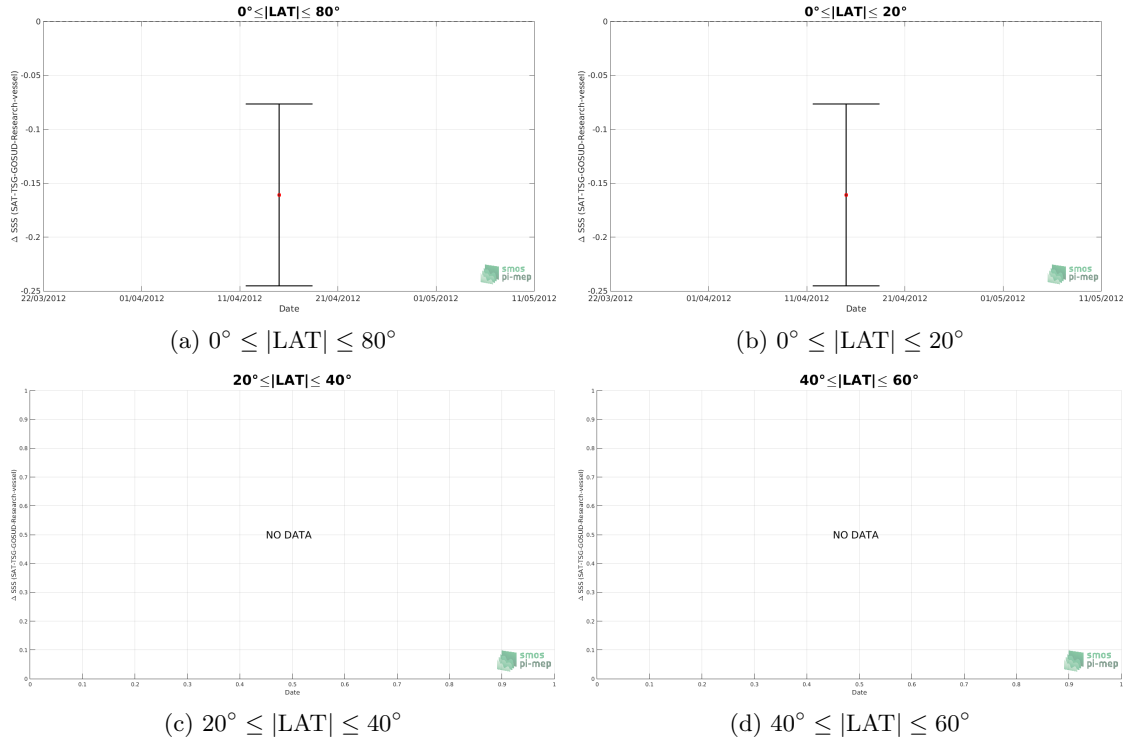 0°≤|LAT|≤ 80°
Δ SSS (SAT-TSG-GOSUD-Research-vessel)
0
-0.05
-0.1
-0.15
-0.2
-0.25
22/03/2012 01/04/2012 11/04/2012 21/04/2012 01/05/2012 11/05/2012
Date
smos
pi-mep
(a) 0° ≤ |LAT| ≤ 80°
0°≤|LAT|≤ 20°
Δ SSS (SAT-TSG-GOSUD-Research-vessel)
0
-0.05
-0.1
-0.15
-0.2
-0.25
22/03/2012 01/04/2012 11/04/2012 21/04/2012 01/05/2012 11/05/2012
Date
smos
pi-mep
(b) 0° ≤ |LAT| ≤ 20°
20°≤|LAT|≤ 40°
Δ SSS (SAT-TSG-GOSUD-Research-vessel)
1
0.9
0.8
0.7
0.6
0.5
0.4
0.3
0.2
0.1
0
NO DATA
0 0.1 0.2 0.3 0.4 0.5 0.6 0.7 0.8 0.9 1
Date
smos
pi-mep
(c) 20° ≤ |LAT| ≤ 40°
40°≤|LAT|≤ 60°
Δ SSS (SAT-TSG-GOSUD-Research-vessel)
1
0.9
0.8
0.7
0.6
0.5
0.4
0.3
0.2
0.1
0
NO DATA
0 0.1 0.2 0.3 0.4 0.5 0.6 0.7 0.8 0.9 1
Date
smos
pi-mep
(d) 40° ≤ |LAT| ≤ 60°